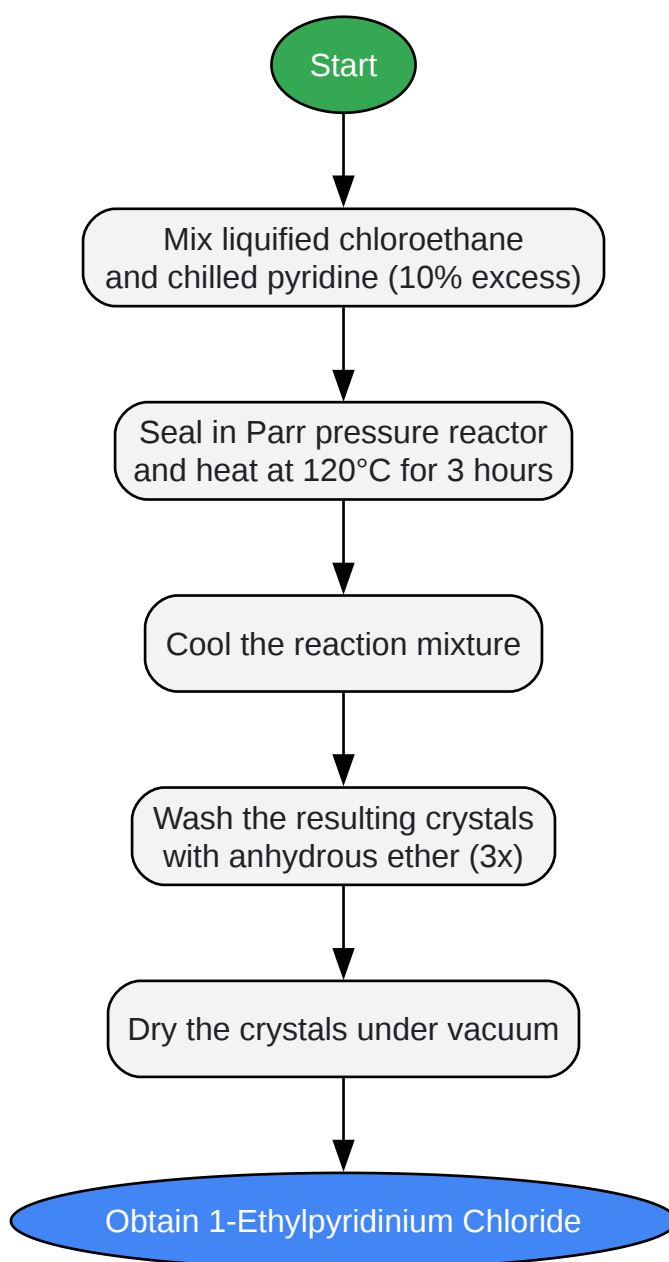 Start
Mix liquified chloroethane
and chilled pyridine (10% excess)
Seal in Parr pressure reactor
and heat at 120°C for 3 hours
Cool the reaction mixture
Wash the resulting crystals
with anhydrous ether (3x)
Dry the crystals under vacuum
Obtain 1-Ethylpyridinium Chloride